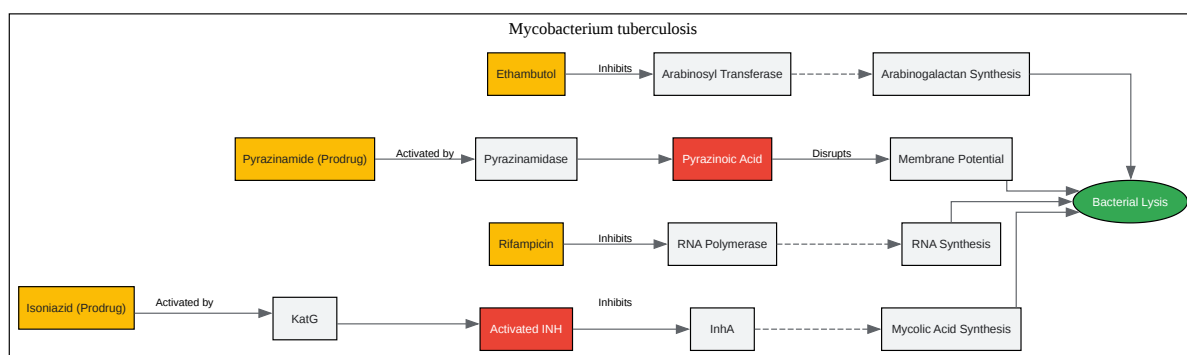 Mycobacterium tuberculosis
Ethambutol
Inhibits
Arabinosyl Transferase
Arabinogalactan Synthesis
Pyrazinamide (Prodrug)
Activated by
Pyrazinamidase
Pyrazinoic Acid
Disrupts
Membrane Potential
Bacterial Lysis
Rifampicin
Inhibits
RNA Polymerase
RNA Synthesis
Isoniazid (Prodrug)
Activated by
KatG
Activated INH
Inhibits
InhA
Mycolic Acid Synthesis